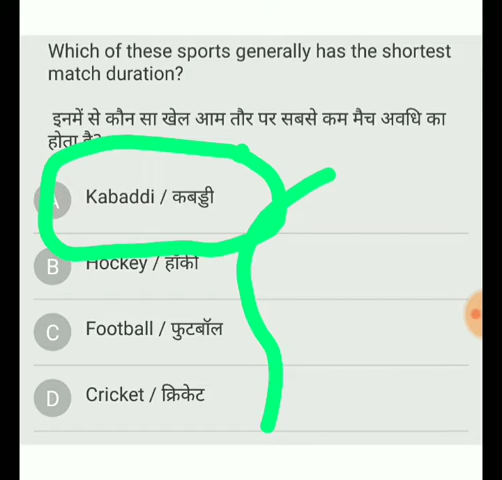 Which of these sports generally has the shortest
match duration?
इनमें से कौन सा खेल आम तौर पर सबसे कम मैच अवधि का
होता है?
A Kabaddi / कबड्डी
B Hockey / हॉकी
C Football / फुटबॉल
D Cricket / क्रिकेट